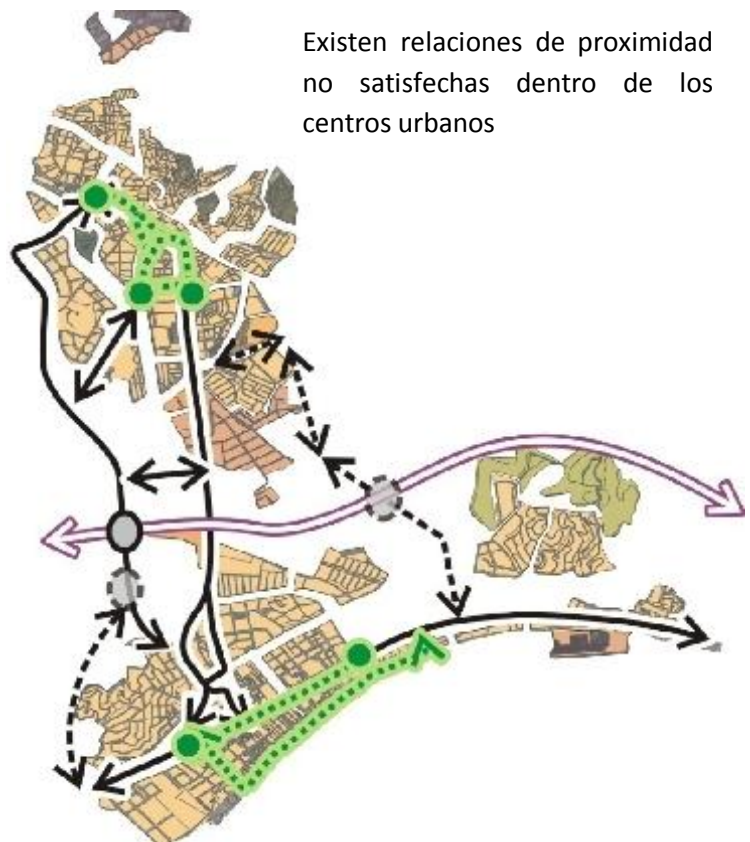 Existen relaciones de proximidad
no satisfechas dentro de los
centros urbanos